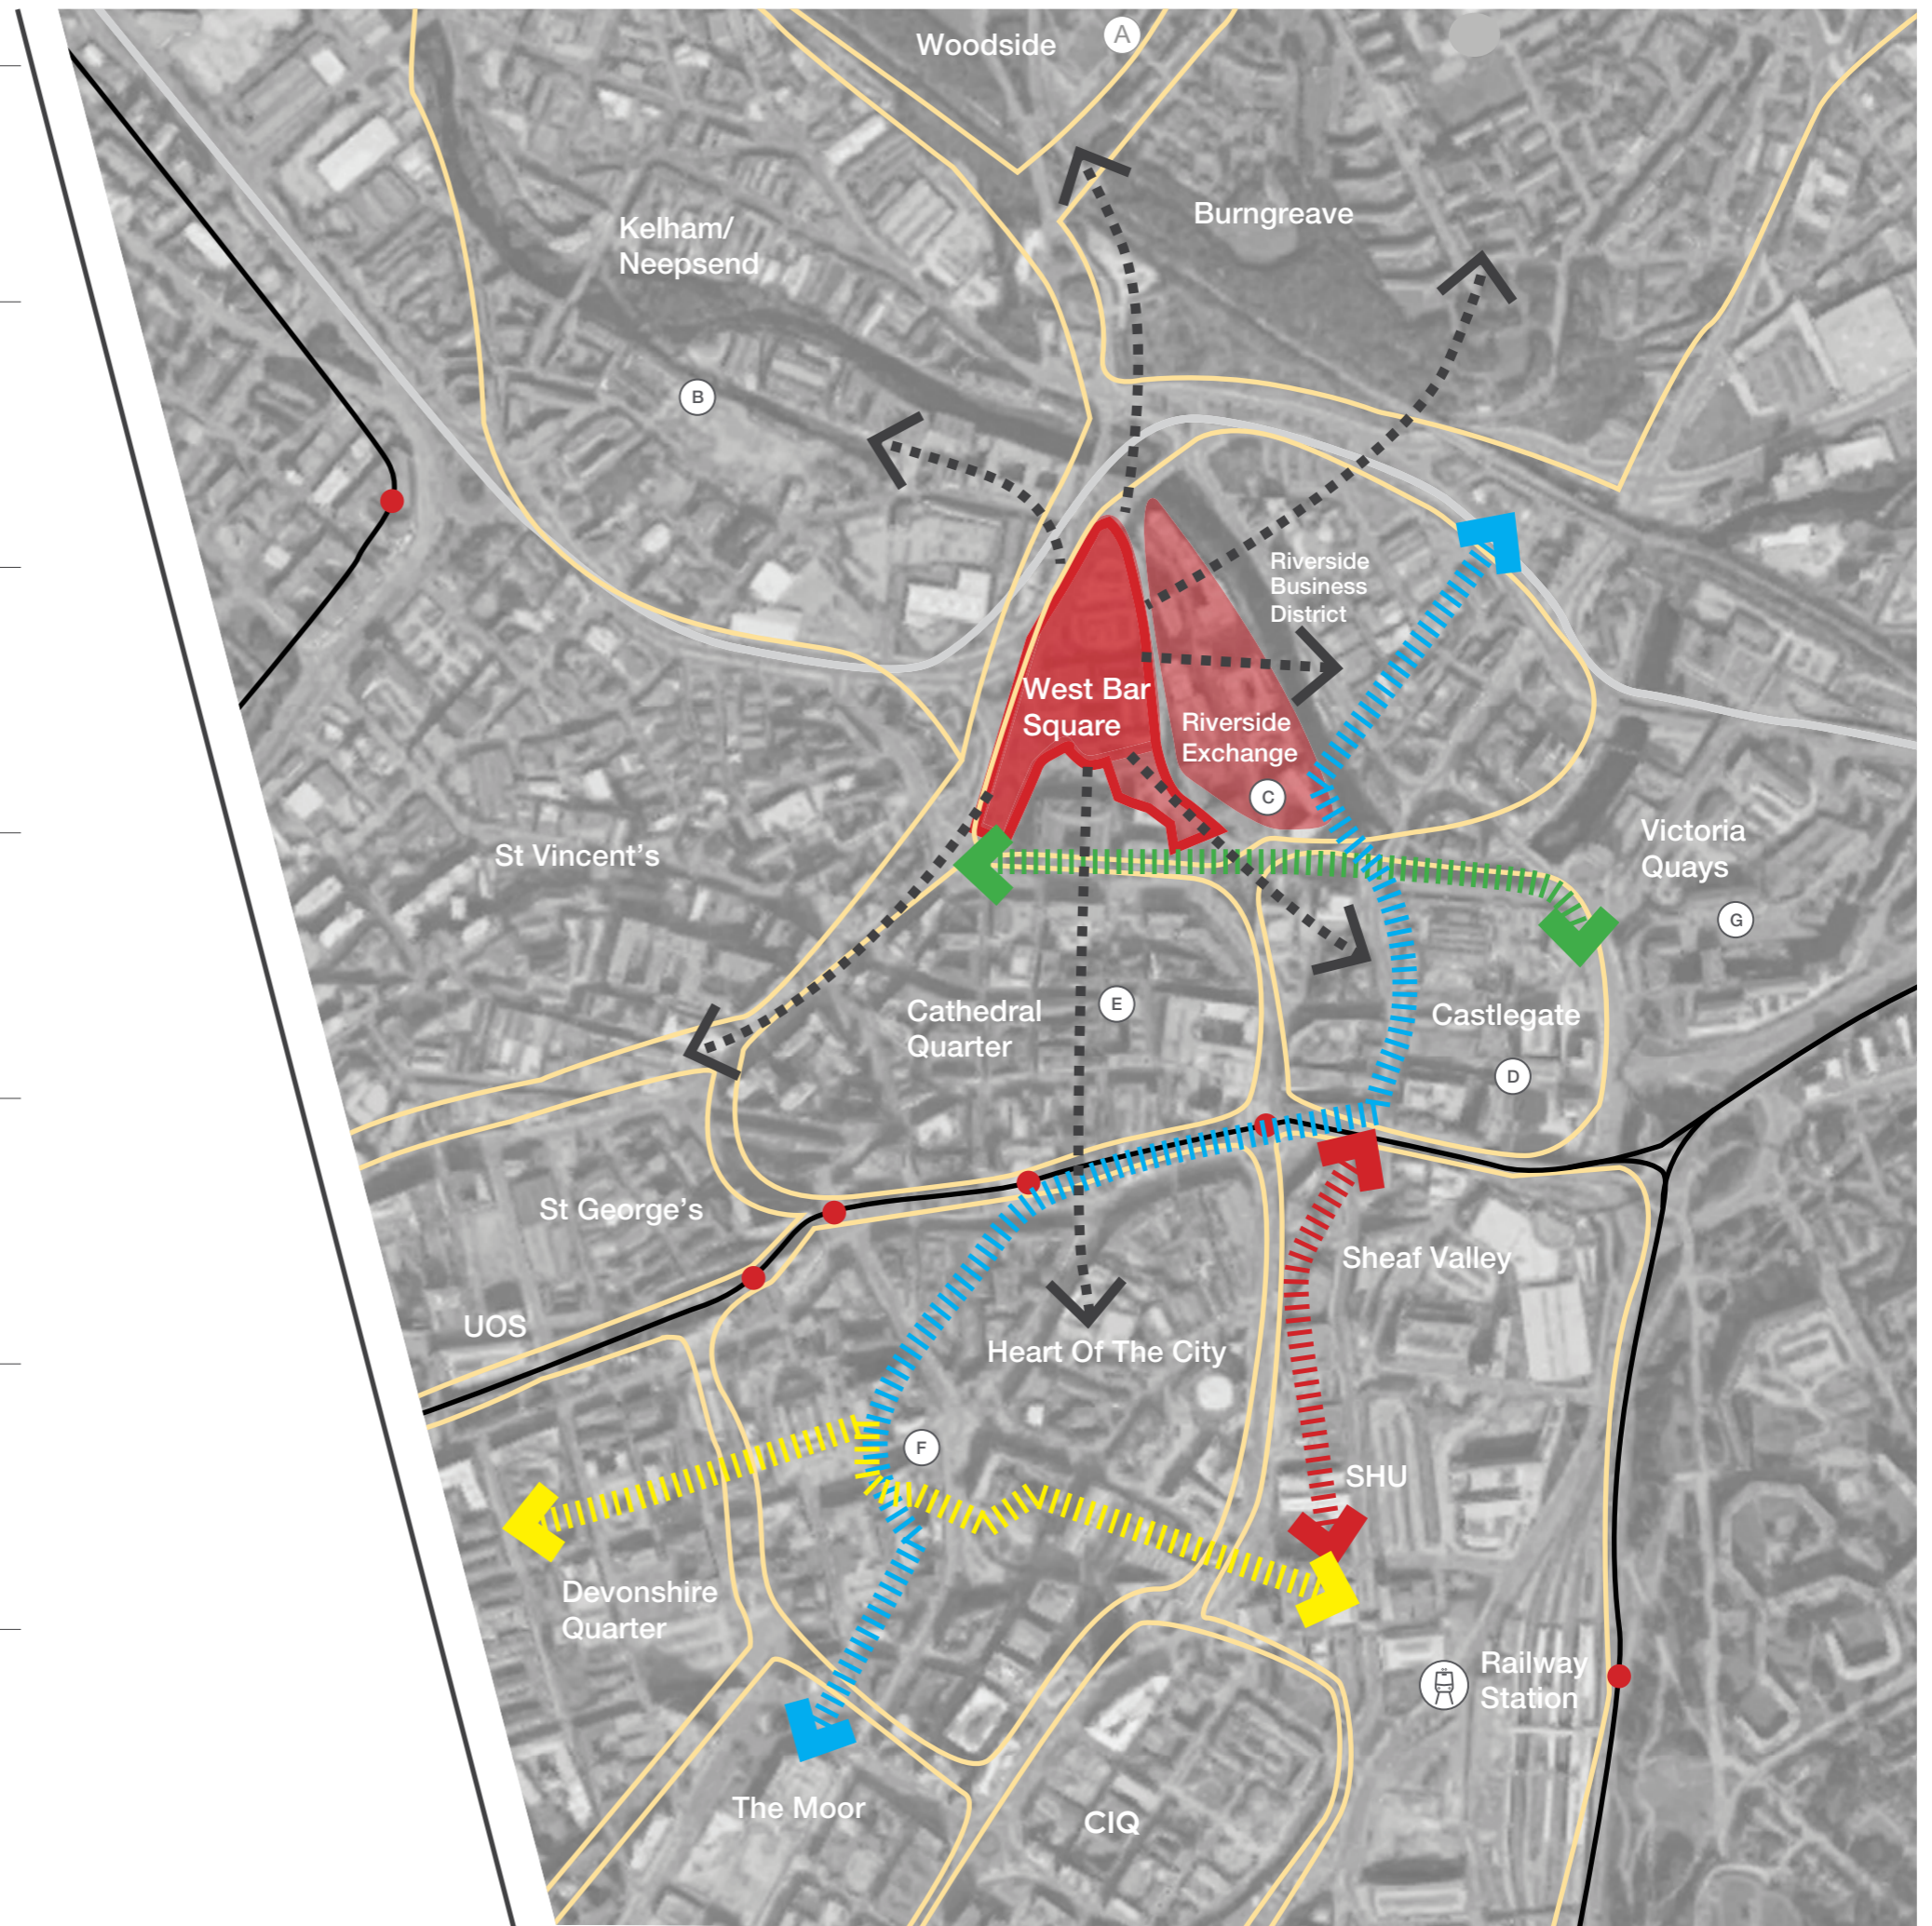 Woodside
A
Kelham/
Neepsend
Burngreave
B
Riverside
Business
District
West Bar
Square
Riverside
Exchange
C
St Vincent's
Victoria
Quays
G
Cathedral
Quarter
E
Castlegate
D
St George's
Sheaf Valley
UOS
Heart Of The City
F
SHU
Devonshire
Quarter
Railway
Station
The Moor
CIQ